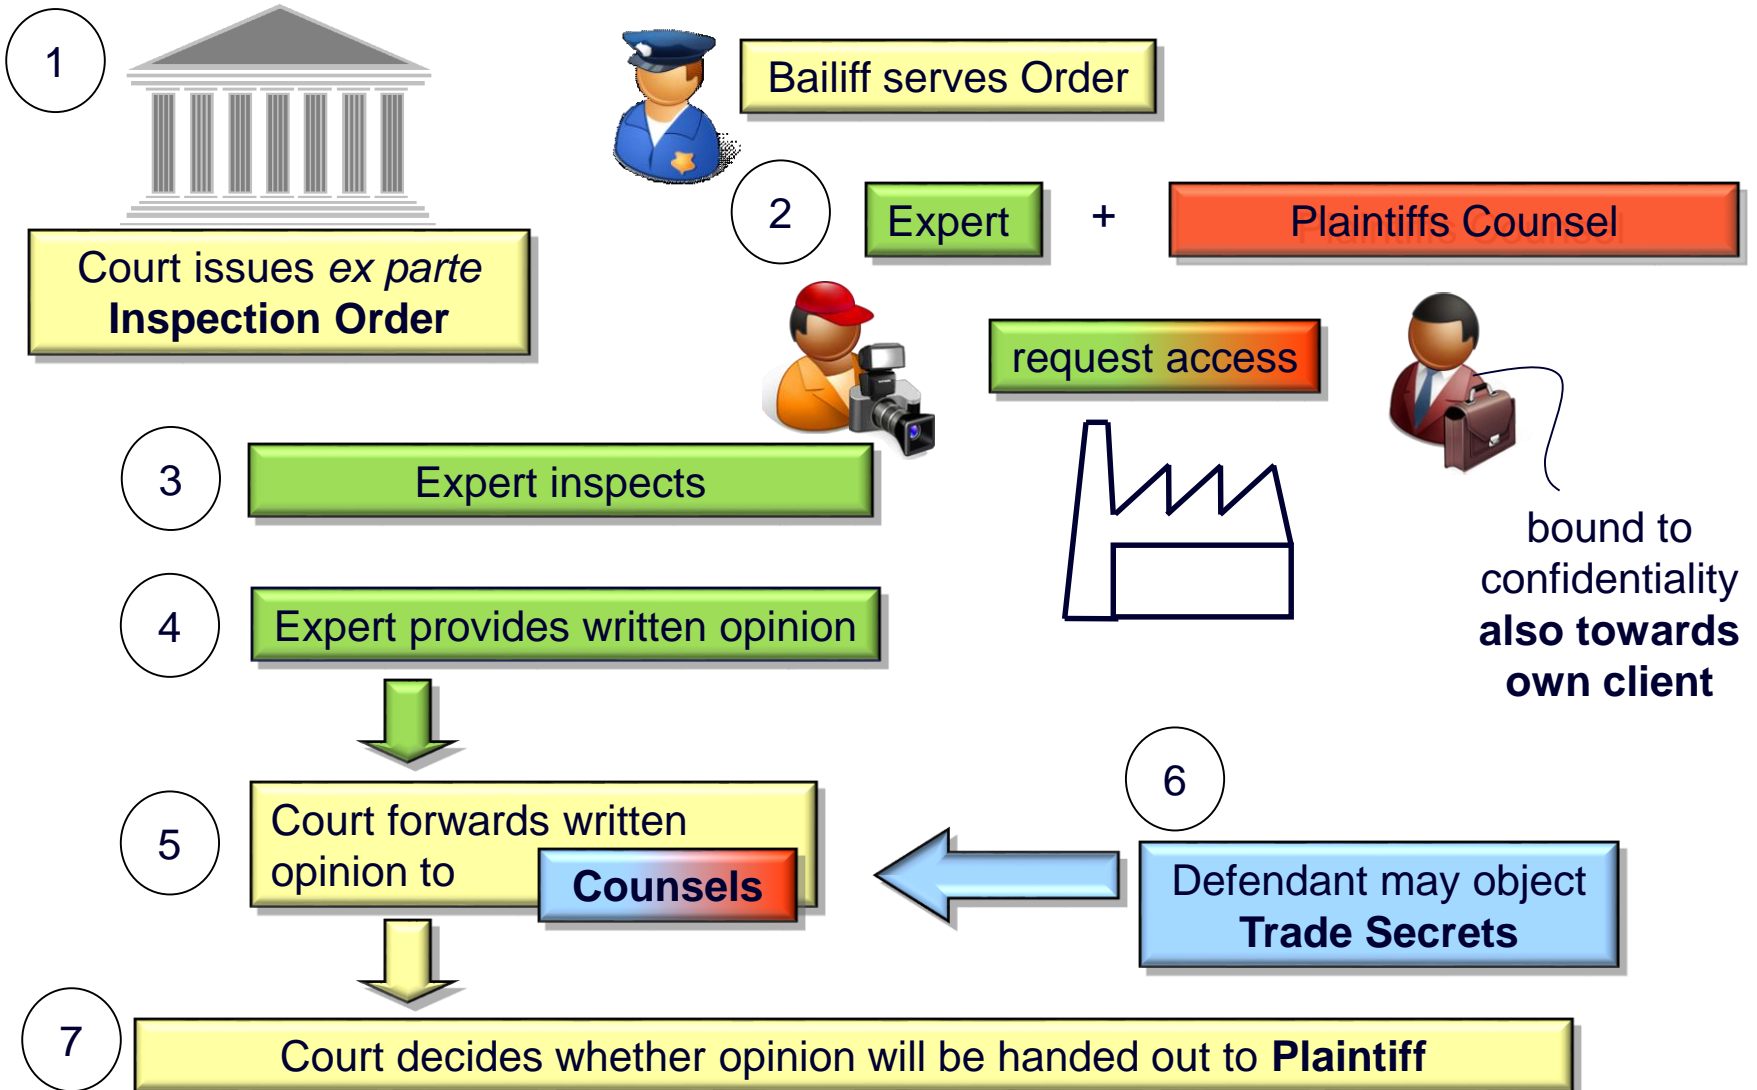 1
Court issues ex parte
Inspection Order
Bailiff serves Order
2
Expert
+
Plaintiffs Counsel
request access
bound to
confidentiality
also towards
own client
3
Expert inspects
4
Expert provides written opinion
5
Court forwards written
opinion to
Counsels
6
Defendant may object
Trade Secrets
7
Court decides whether opinion will be handed out to Plaintiff